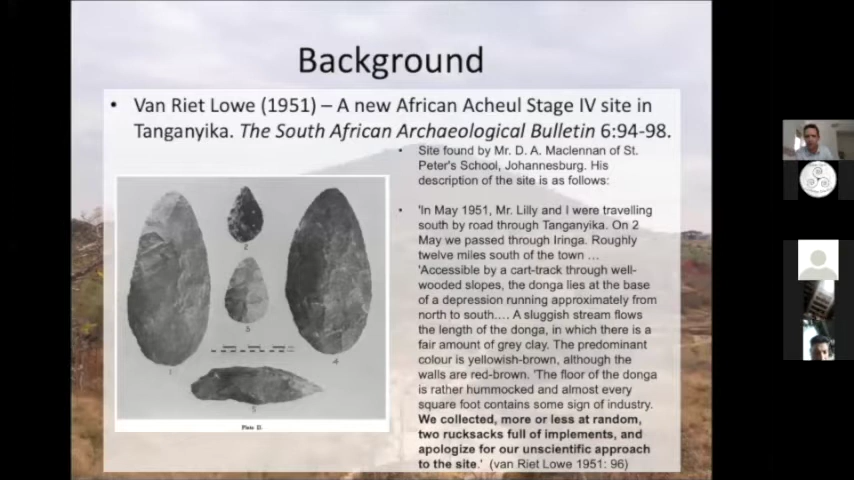 Background
• Van Riet Lowe (1951) – A new African Acheul Stage IV site in
Tanganyika. The South African Archaeological Bulletin 6:94-98.
• Site found by Mr. D. A. Maclennan of St.
Peter's School, Johannesburg. His
description of the site is as follows:
• 'In May 1951, Mr. Lilly and I were travelling
south by road through Tanganyika. On 2
May we passed through Iringa. Roughly
twelve miles south of the town ...
'Accessible by a cart-track through well-
wooded slopes, the donga lies at the base
of a depression running approximately from
north to south.... A sluggish stream flows
the length of the donga, in which there is a
fair amount of grey clay. The predominant
colour is yellowish-brown, although the
walls are red-brown. 'The floor of the donga
is rather hummocked and almost every
square foot contains some sign of industry.
We collected, more or less at random,
two rucksacks full of implements, and
apologize for our unscientific approach
to the site.' (van Riet Lowe 1951: 96)
1
2
3
4
5
Plate II.